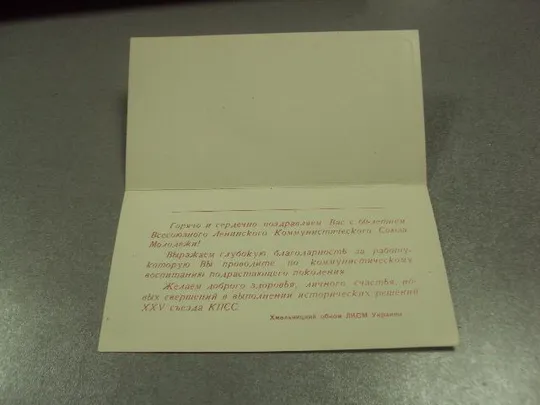 Горячо и сердечно поздравляем Вас с 60-летием
Всесоюзного Ленинского Коммунистического Союза
Молодежи!
Выражаем глубокую благодарность за работу,
которую Вы проводите по коммунистическому
воспитанию подрастающего поколения.
Желаем доброго здоровья, личного счастья, но-
вых свершений в выполнении исторических решений
XXV съезда КПСС.
Хмельницкий обком ЛКСМ Украины